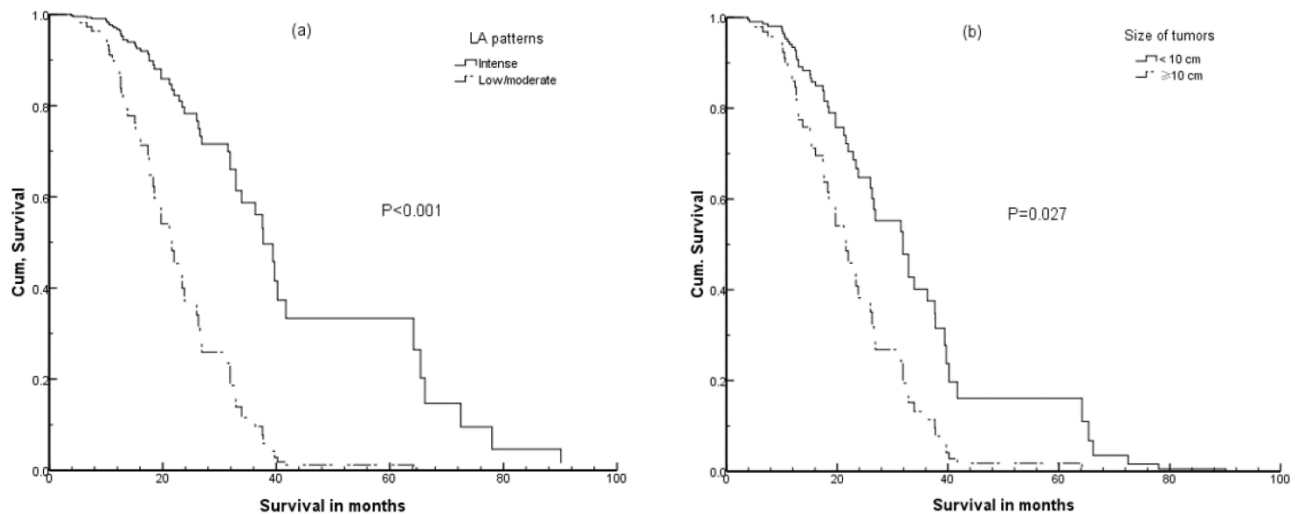 (a)
LA patterns
Intense
Low/moderate
P<0.001
Cum, Survival
1.0
0.8
0.6
0.4
0.2
0.0
0 20 40 60 80 100
Survival in months
(b)
Size of tumors
< 10 cm
≥10 cm
P=0.027
Cum. Survival
1.0
0.8
0.6
0.4
0.2
0.0
0 20 40 60 80 100
Survival in months